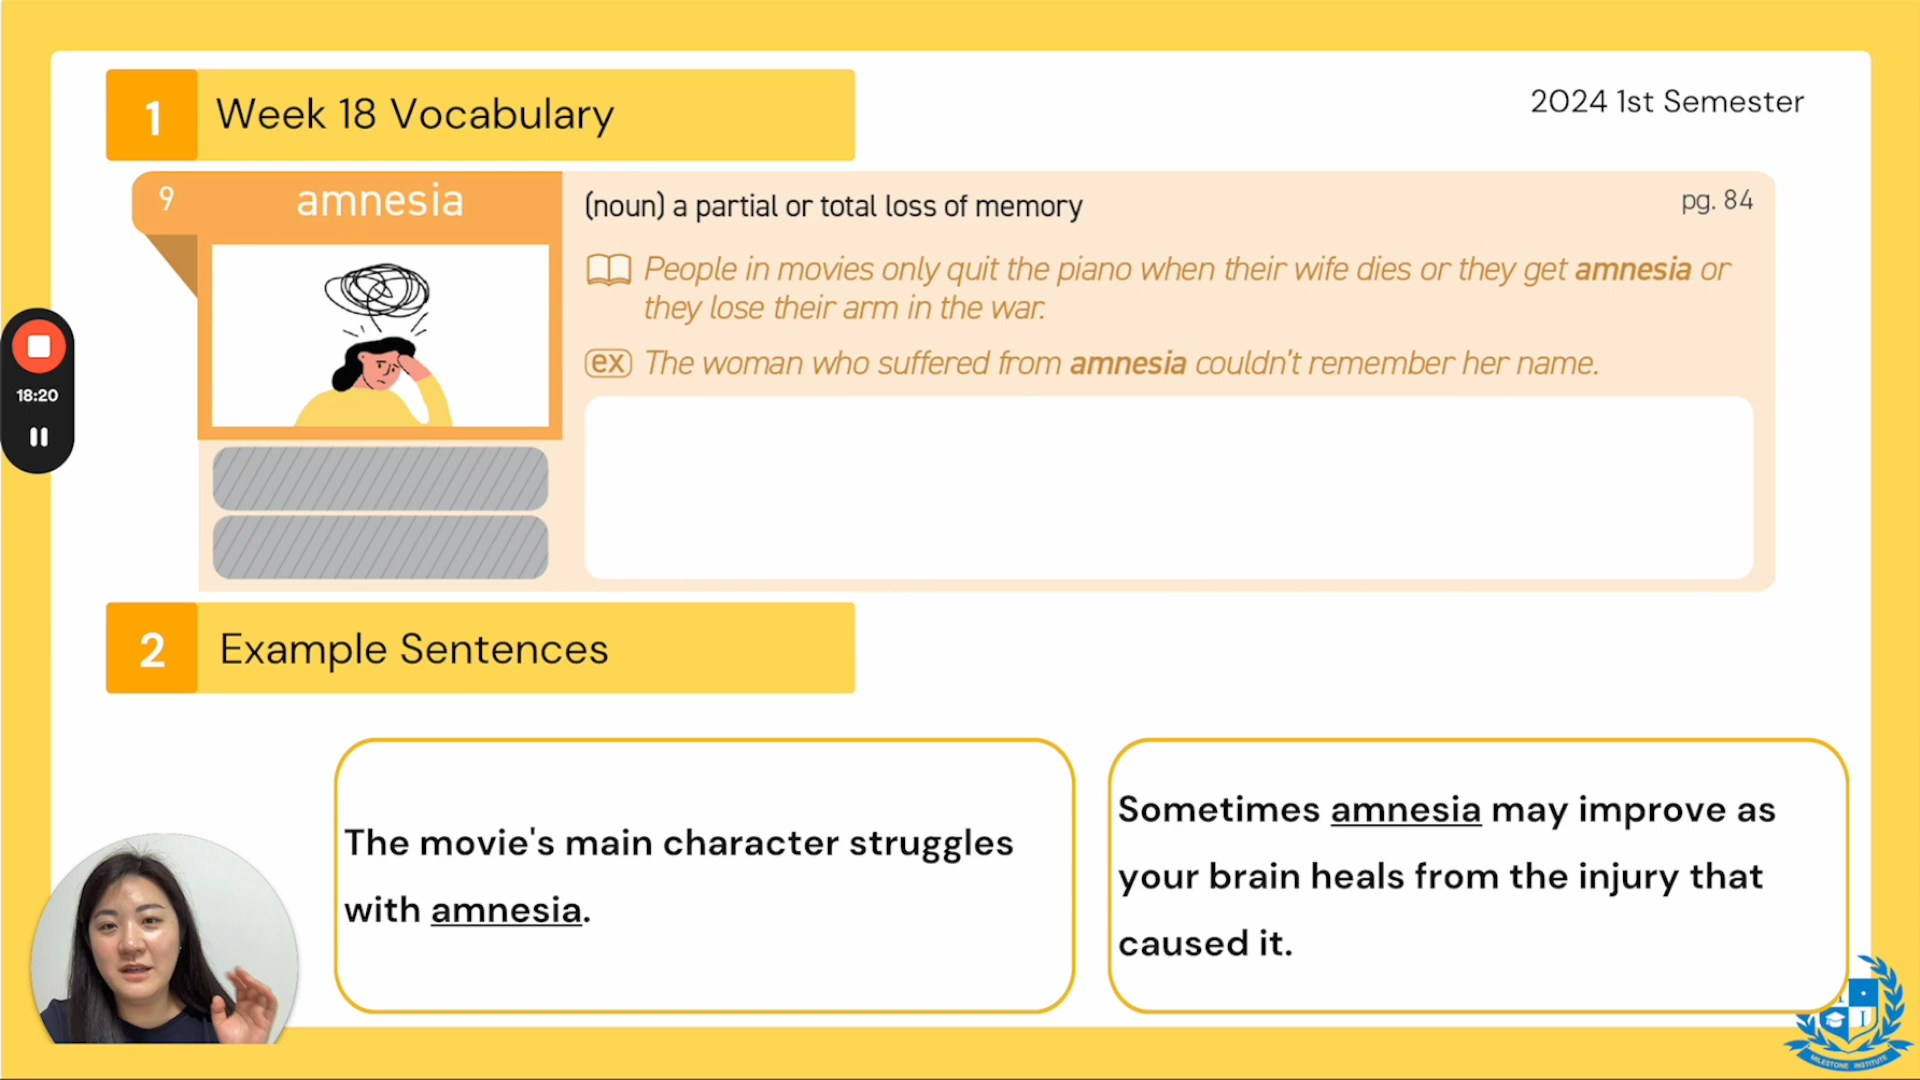 1 Week 18 Vocabulary
2024 1st Semester
9 amnesia
(noun) a partial or total loss of memory
pg. 84
People in movies only quit the piano when their wife dies or they get amnesia or
they lose their arm in the war.
ex The woman who suffered from amnesia couldn't remember her name.
18:20
2 Example Sentences
The movie's main character struggles
with amnesia.
Sometimes amnesia may improve as
your brain heals from the injury that
caused it.
MILESTONE INSTITUTE